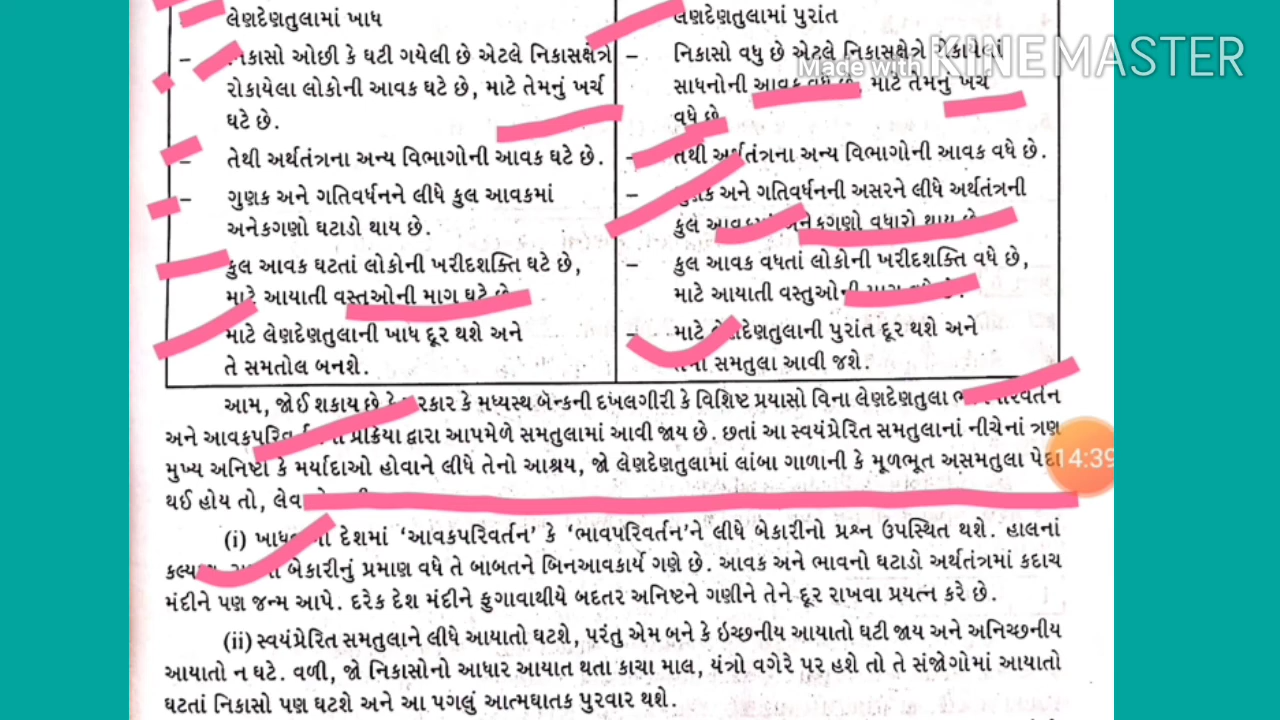 લેણદેણતુલામાં ખાધ
– નિકાસો ઓછી કે ઘટી ગયેલી છે એટલે નિકાસક્ષેત્રે
રોકાયેલા લોકોની આવક ઘટે છે, માટે તેમનું ખર્ચ
ઘટે છે.
– તેથી અર્થતંત્રના અન્ય વિભાગોની આવક ઘટે છે.
– ગુણક અને ગતિવર્ધનને લીધે કુલ આવકમાં
અનેકગણો ઘટાડો થાય છે.
કુલ આવક ઘટતાં લોકોની ખરીદશક્તિ ઘટે છે,
માટે આયાતી વસ્તુઓની માગ ઘટે છે.
માટે લેણદેણતુલાની ખાધ દૂર થશે અને
તે સમતોલ બનશે.
લેણદેણતુલામાં પુરાંત
– નિકાસો વધુ છે એટલે નિકાસક્ષેત્રે રોકાયેલાં
સાધનોની આવક વધે છે, માટે તેમનું ખર્ચ
વધે છે.
– તેથી અર્થતંત્રના અન્ય વિભાગોની આવક વધે છે.
– ગુણક અને ગતિવર્ધનની અસરને લીધે અર્થતંત્રની
કુલ આવકમાં અનેકગણો વધારો થાય છે.
– કુલ આવક વધતાં લોકોની ખરીદશક્તિ વધે છે,
માટે આયાતી વસ્તુઓની માગ વધે છે.
– માટે લેણદેણતુલાની પુરાંત દૂર થશે અને
સમતુલા આવી જશે.
Made with KINEMASTER
આમ, જોઈ શકાય છે કે સરકાર કે મધ્યસ્થ બેન્કની દખલગીરી કે વિશિષ્ટ પ્રયાસો વિના લેણદેણતુલા ભાવપરિવર્તન
અને આવકપરિવર્તનની પ્રક્રિયા દ્વારા આપમેળે સમતુલામાં આવી જાય છે. છતાં આ સ્વયંપ્રેરિત સમતુલાનાં નીચેનાં ત્રણ
મુખ્ય અનિષ્ટો કે મર્યાદાઓ હોવાને લીધે તેનો આશ્રય, જો લેણદેણતુલામાં લાંબા ગાળાની કે મૂળભૂત અસમતુલા પેદા
થઈ હોય તો,
14:39
(i) ખાધવાળા દેશમાં ‘આવકપરિવર્તન’ કે ‘ભાવપરિવર્તન’ને લીધે બેકારીનો પ્રશ્ન ઉપસ્થિત થશે. હાલનાં
બેકારીનું પ્રમાણ વધે તે બાબતને બિનઆવકાર્ય ગણે છે. આવક અને ભાવનો ઘટાડો અર્થતંત્રમાં કદાચ
મંદીને પણ જન્મ આપે. દરેક દેશ મંદીને ફુગાવાથીયે બદતર અનિષ્ટને ગણીને તેને દૂર રાખવા પ્રયત્ન કરે છે.
(ii) સ્વયંપ્રેરિત સમતુલાને લીધે આયાતો ઘટશે, પરંતુ એમ બને કે ઇચ્છનીય આયાતો ઘટી જાય અને અનિચ્છનીય
આયાતો ન ઘટે. વળી, જો નિકાસોનો આધાર આયાત થતા કાચા માલ, યંત્રો વગેરે પર હશે તો તે સંજોગોમાં આયાતો
ઘટતાં નિકાસો પણ ઘટશે અને આ પગલું આત્મઘાતક પુરવાર થશે.